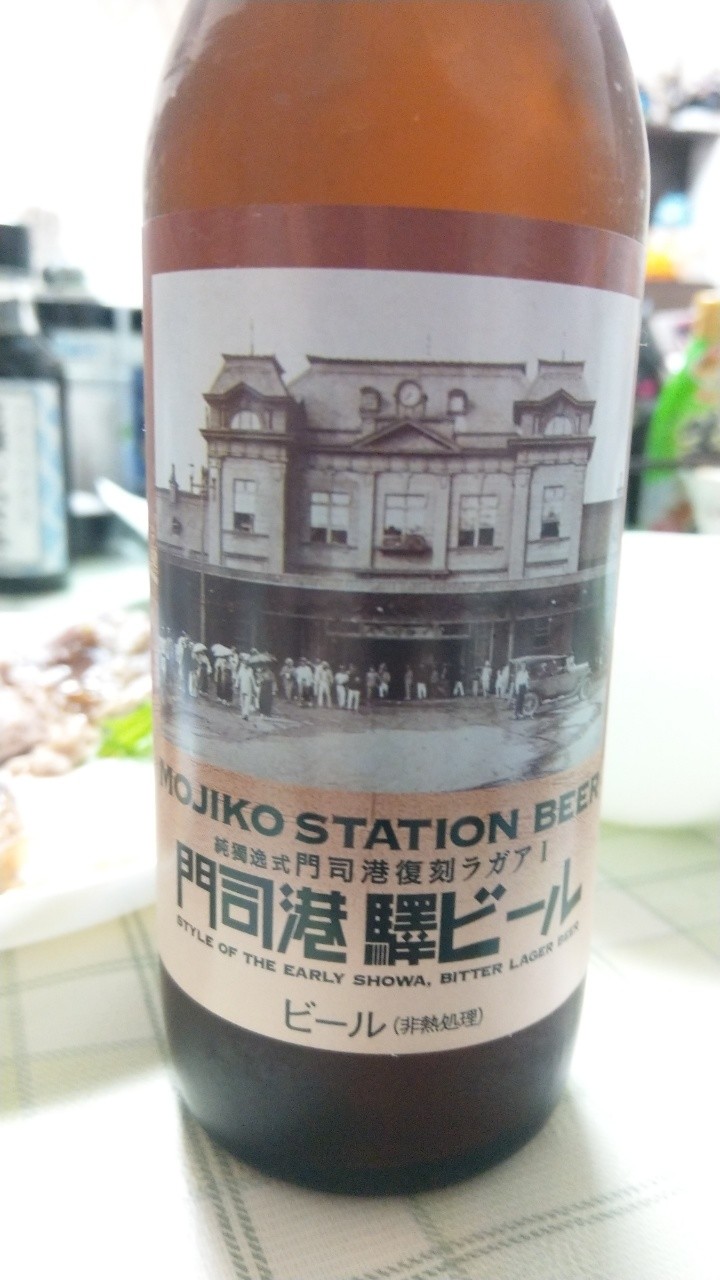 MOJIKO STATION BEER
純獨逸式門司港復刻ラガアー
門司港 驛ビール
STYLE OF THE EARLY SHOWA, BITTER LAGER BEER
ビール(非熱処理)